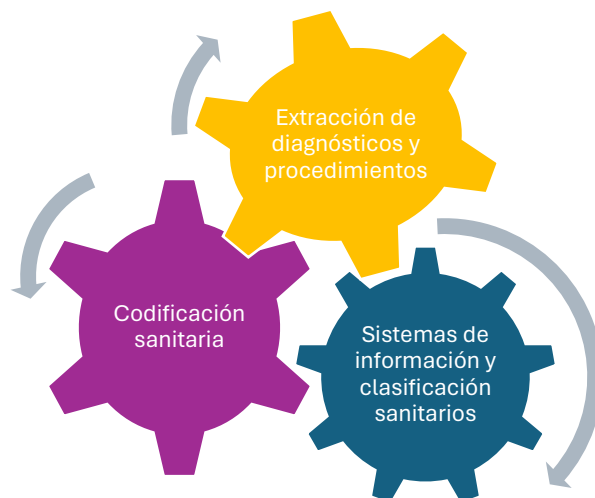 Extracción de
diagnósticos y
procedimientos
Codificación
sanitaria
Sistemas de
información y
clasificación
sanitarios